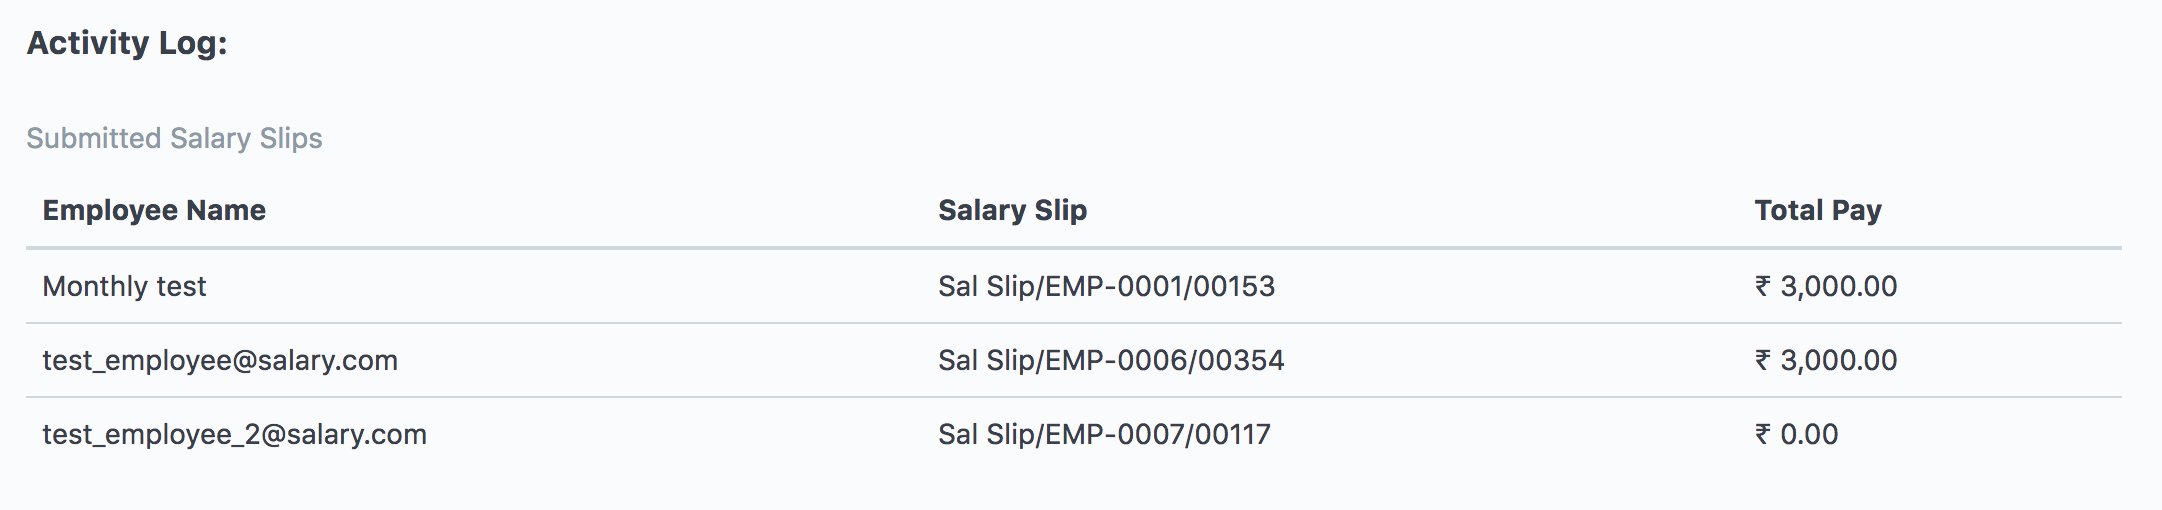 Activity Log:
Submitted Salary Slips
Employee Name Salary Slip Total Pay
Monthly test Sal Slip/EMP-0001/00153 ₹ 3,000.00
test_employee@salary.com Sal Slip/EMP-0006/00354 ₹ 3,000.00
test_employee_2@salary.com Sal Slip/EMP-0007/00117 ₹ 0.00